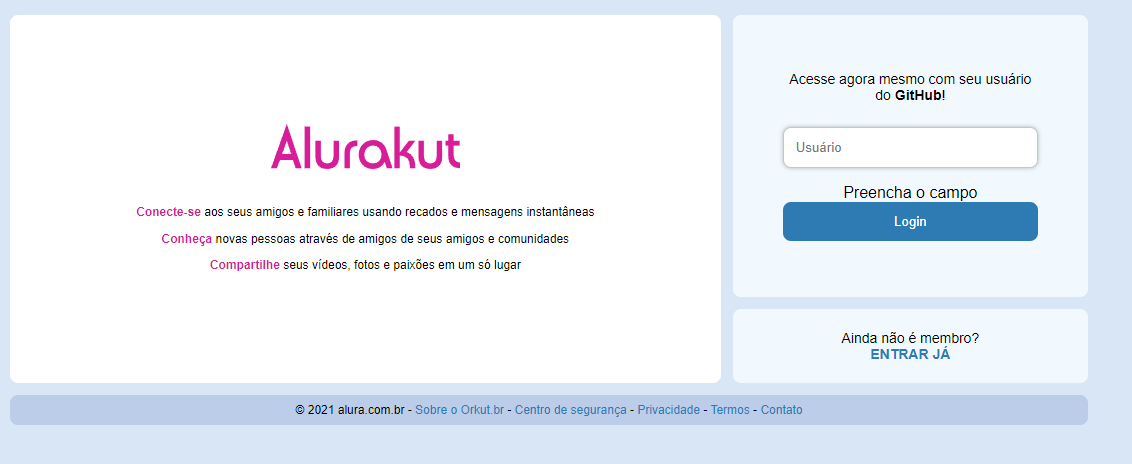 Alurakut
Conecte-se aos seus amigos e familiares usando recados e mensagens instantâneas
Conheça novas pessoas através de amigos de seus amigos e comunidades
Compartilhe seus vídeos, fotos e paixões em um só lugar
Acesse agora mesmo com seu usuário
do GitHub!
Usuário
Preencha o campo
Login
Ainda não é membro?
ENTRAR JÁ
© 2021 alura.com.br - Sobre o Orkut.br - Centro de segurança - Privacidade - Termos - Contato